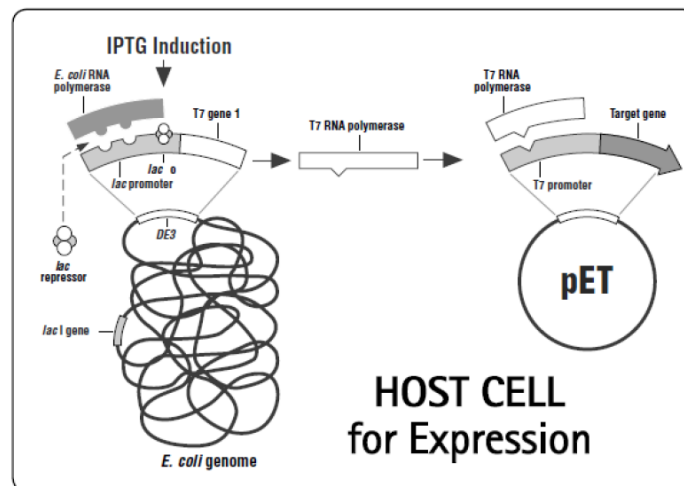 IPTG Induction
E. coli RNA
polymerase
T7 gene 1
lac o
lac promoter
T7 RNA polymerase
T7 RNA
polymerase
Target gene
T7 promoter
DE3
lac
repressor
lac I gene
pET
HOST CELL
for Expression
E. coli genome